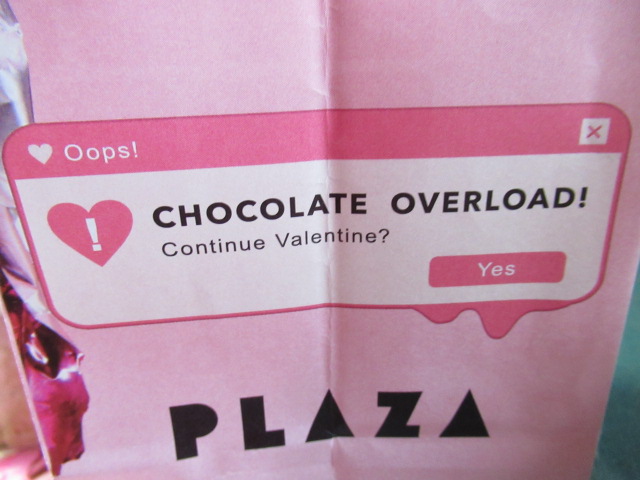 Oops!
!
CHOCOLATE OVERLOAD!
Continue Valentine?
Yes
PLAZA